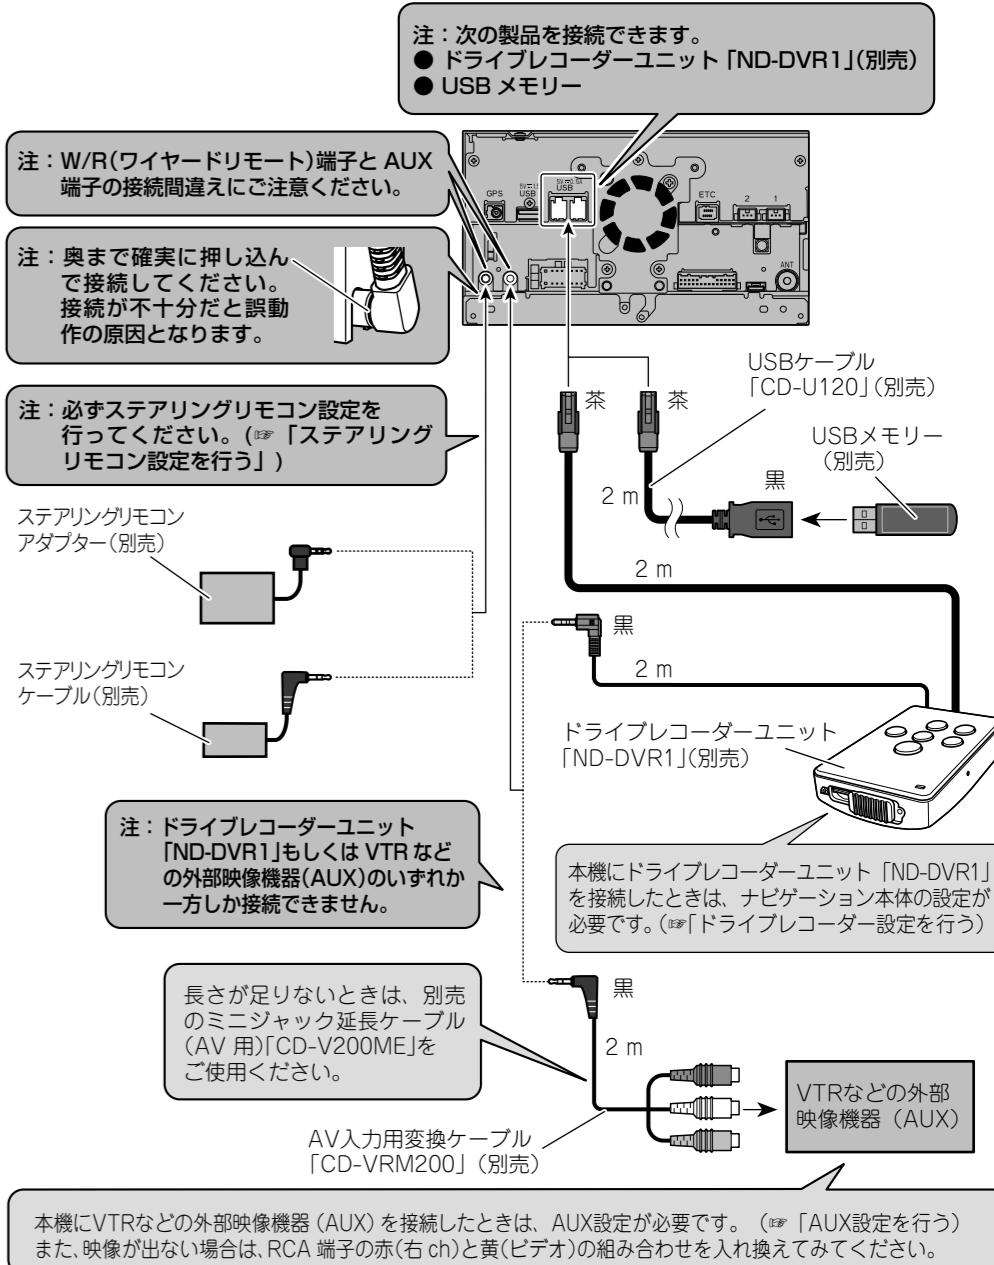 注：次の製品を接続できます。
● ドライブレコーダーユニット「ND-DVR1」(別売)
● USB メモリー
注：W/R(ワイヤードリモート)端子と AUX
端子の接続間違えにご注意ください。
注：奥まで確実に押し込ん
で接続してください。
接続が不十分だと誤動
作の原因となります。
GPS
USB
5V⎓1.5A
USB
ETC
2
1
ANT
注：必ずステアリングリモコン設定を
行ってください。(☞「ステアリング
リモコン設定を行う」)
茶
茶
USBケーブル
「CD-U120」(別売)
USBメモリー
(別売)
黒
2 m
2 m
ステアリングリモコン
アダプター(別売)
ステアリングリモコン
ケーブル(別売)
黒
2 m
ドライブレコーダーユニット
「ND-DVR1」(別売)
注：ドライブレコーダーユニット
「ND-DVR1」もしくは VTR など
の外部映像機器(AUX)のいずれか
一方しか接続できません。
本機にドライブレコーダーユニット「ND-DVR1」
を接続したときは、ナビゲーション本体の設定が
必要です。(☞「ドライブレコーダー設定を行う)
長さが足りないときは、別売
のミニジャック延長ケーブル
(AV 用)「CD-V200ME」を
ご使用ください。
黒
2 m
AV入力用変換ケーブル
「CD-VRM200」(別売)
VTRなどの外部
映像機器（AUX）
本機にVTRなどの外部映像機器（AUX）を接続したときは、AUX設定が必要です。（☞「AUX設定を行う）
また、映像が出ない場合は、RCA 端子の赤(右 ch)と黄(ビデオ)の組み合わせを入れ換えてみてください。